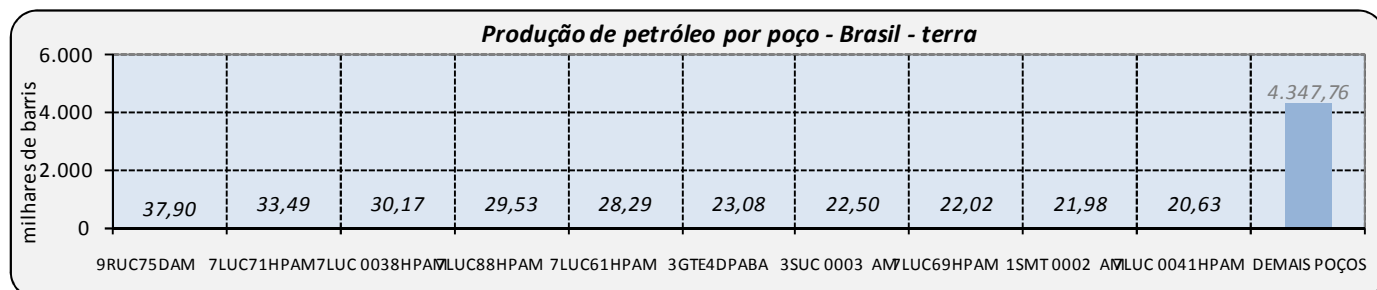 Produção de petróleo por poço - Brasil - terra
milhares de barris
6.000
4.000
2.000
0
37,90 33,49 30,17 29,53 28,29 23,08 22,50 22,02 21,98 20,63 4.347,76
9RUC75DAM 7LUC71HPAM 7LUC 0038HPAM 7LUC88HPAM 7LUC61HPAM 3GTE4DPABA 3SUC 0003 AM 7LUC69HPAM 1SMT 0002 AM 7LUC 0041HPAM DEMAIS POÇOS